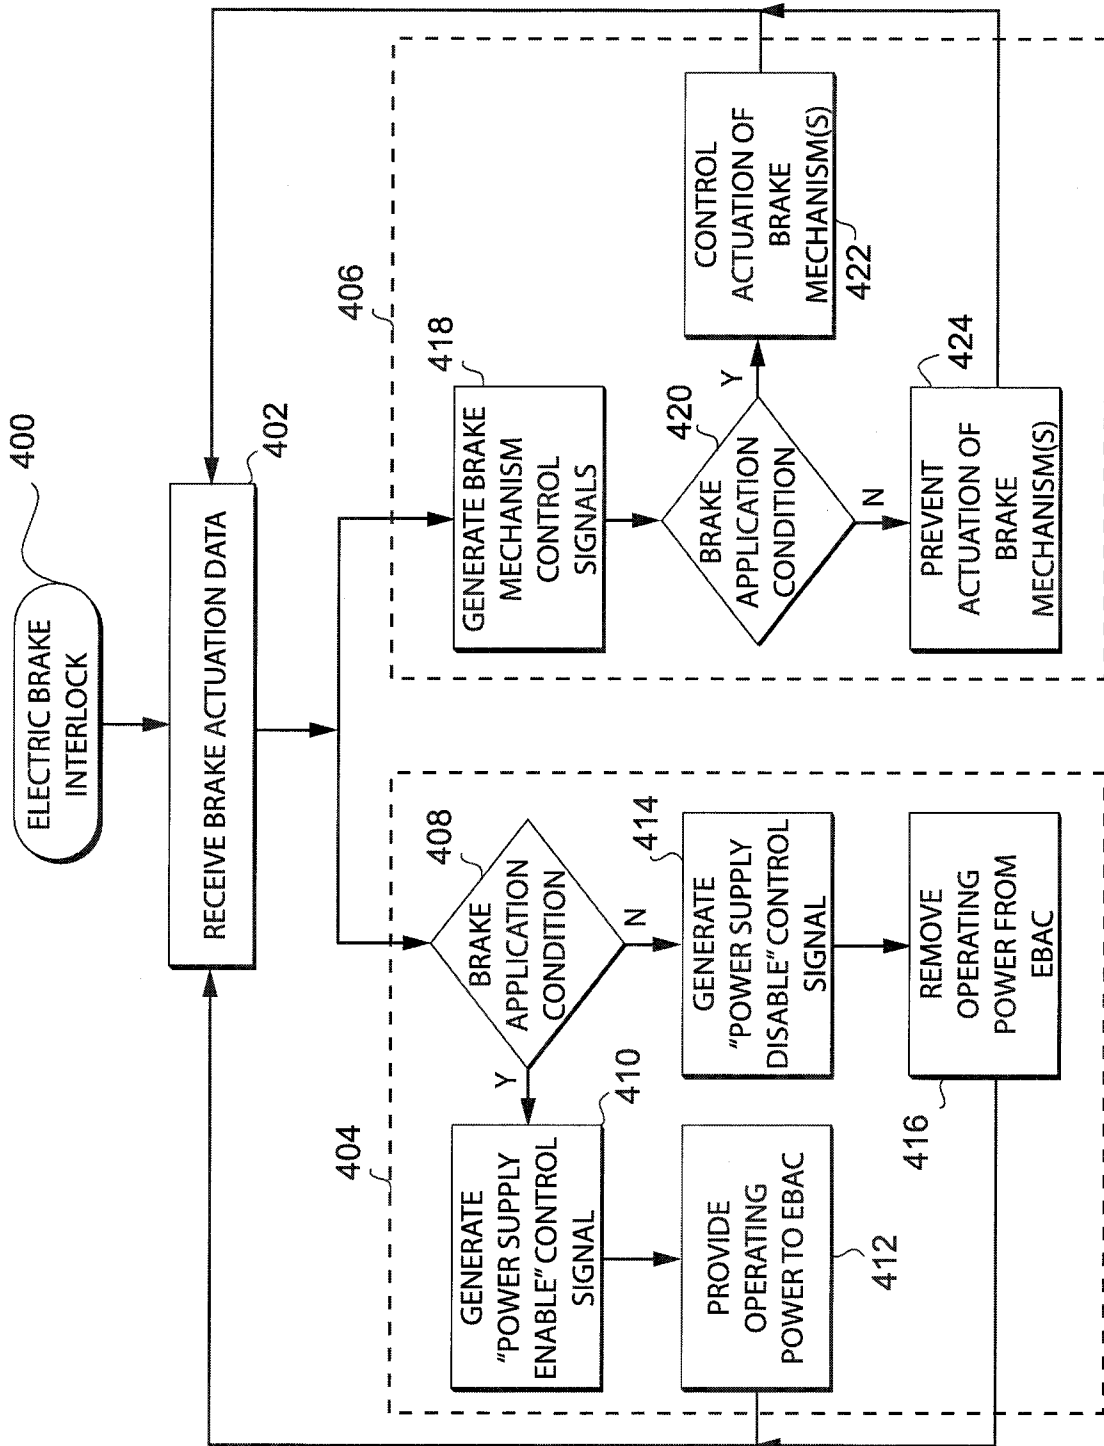 400
ELECTRIC BRAKE
INTERLOCK
402
RECEIVE BRAKE ACTUATION DATA
404
408
BRAKE
APPLICATION
CONDITION
Y
N
410
GENERATE
"POWER SUPPLY
ENABLE" CONTROL
SIGNAL
412
PROVIDE
OPERATING
POWER TO EBAC
414
GENERATE
"POWER SUPPLY
DISABLE" CONTROL
SIGNAL
416
REMOVE
OPERATING
POWER FROM
EBAC
406
418
GENERATE BRAKE
MECHANISM
CONTROL
SIGNALS
420
BRAKE
APPLICATION
CONDITION
Y
N
CONTROL
ACTUATION OF
BRAKE
MECHANISM(S)
422
424
PREVENT
ACTUATION OF
BRAKE
MECHANISM(S)